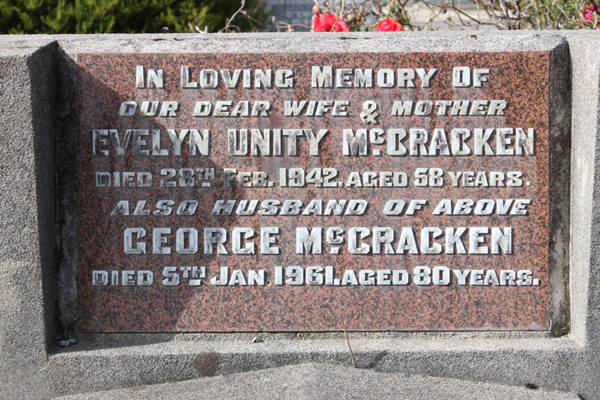 IN LOVING MEMORY OF
OUR DEAR WIFE & MOTHER
EVELYN UNITY McCRACKEN
DIED 28TH FEB. 1942. AGED 58 YEARS.
ALSO HUSBAND OF ABOVE
GEORGE McCRACKEN
DIED 5TH JAN 1961. AGED 80 YEARS.